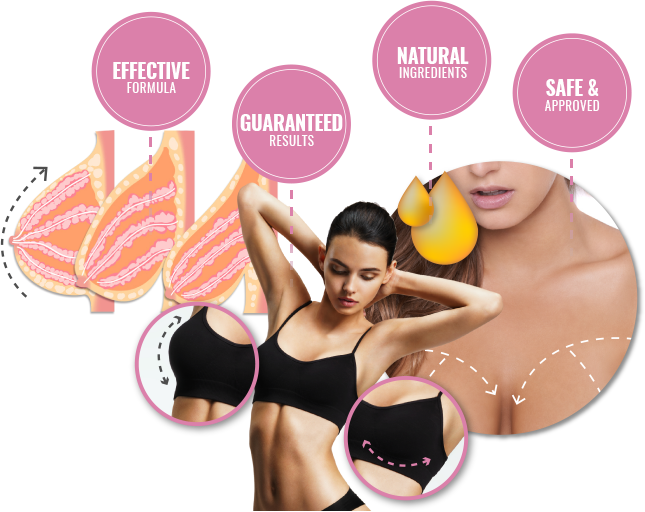 EFFECTIVE
FORMULA
GUARANTEED
RESULTS
NATURAL
INGREDIENTS
SAFE &
APPROVED